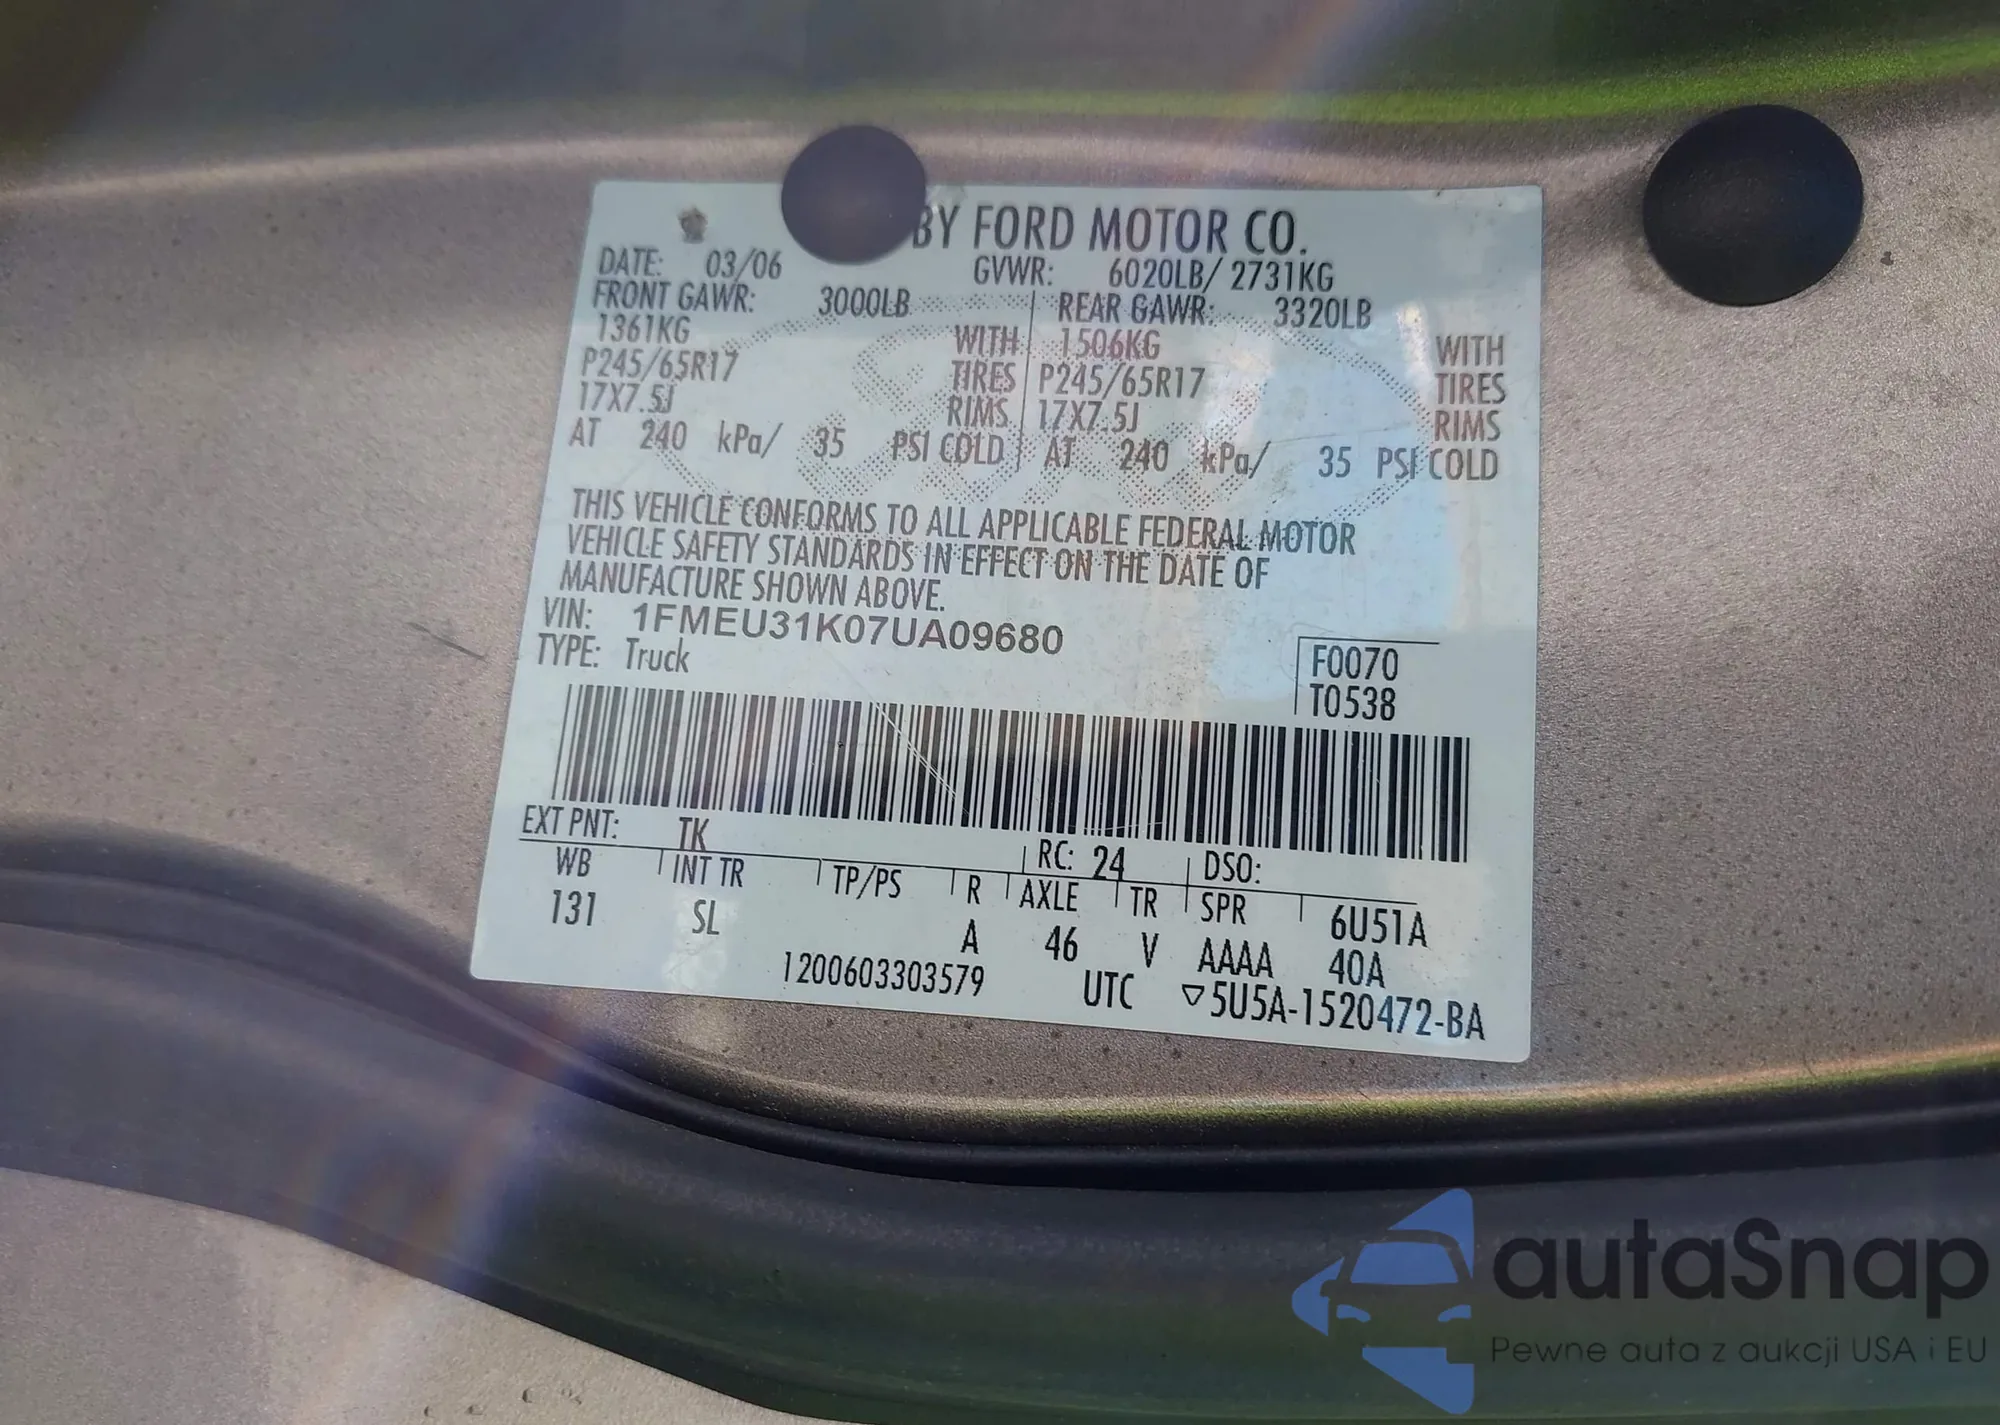 BY FORD MOTOR CO.
DATE: 03/06 GVWR: 6020LB/ 2731KG
FRONT GAWR: 3000LB REAR GAWR: 3320LB
1361KG WITH 1506KG WITH
P245/65R17 TIRES P245/65R17 TIRES
17X7.5J RIMS 17X7.5J RIMS
AT 240 kPa/ 35 PSI COLD AT 240 kPa/ 35 PSI COLD
THIS VEHICLE CONFORMS TO ALL APPLICABLE FEDERAL MOTOR
VEHICLE SAFETY STANDARDS IN EFFECT ON THE DATE OF
MANUFACTURE SHOWN ABOVE.
VIN: 1FMEU31K07UA09680
TYPE: Truck
F0070
T0538
EXT PNT: TK RC: 24 DSO:
WB INT TR TP/PS R AXLE TR SPR 6U51A
131 SL A 46 V AAAA 40A
1200603303579 UTC ▽5U5A-1520472-BA
autaSnap
Pewne auta z aukcji USA i EU